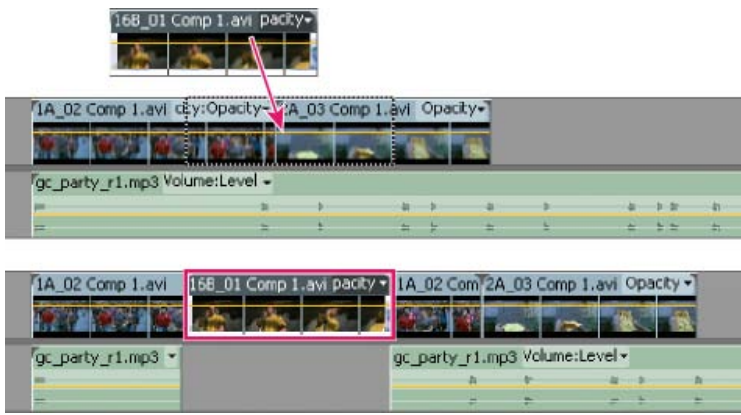 16B_01 Comp 1.avi pacity
1A_02 Comp 1.avi city:Opacity 2A_03 Comp 1.avi Opacity
gc_party_r1.mp3 Volume:Level
1A_02 Comp 1.avi 16B_01 Comp 1.avi pacity 1A_02 Com 2A_03 Comp 1.avi Opacity
gc_party_r1.mp3 gc_party_r1.mp3 Volume:Level